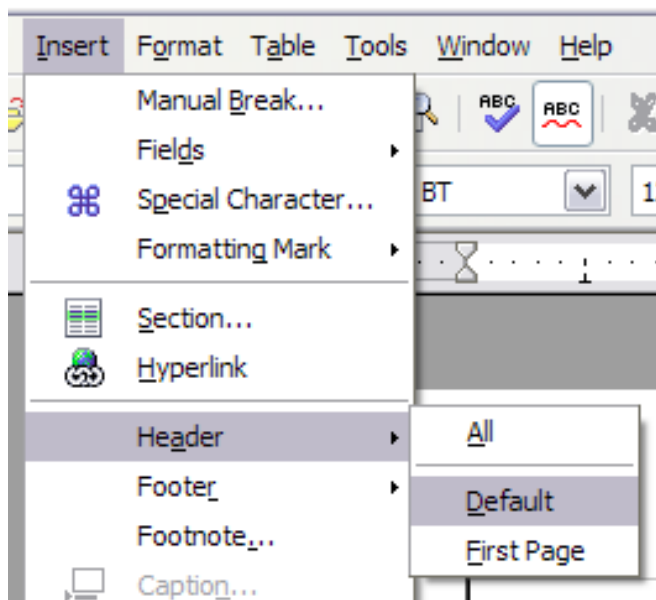 Insert Format Table Tools Window Help
Manual Break...
ABC ABC
Fields
Special Character...
BT 1
Formatting Mark
Section...
Hyperlink
Header
All
Footer
Default
Footnote...
First Page
Caption...